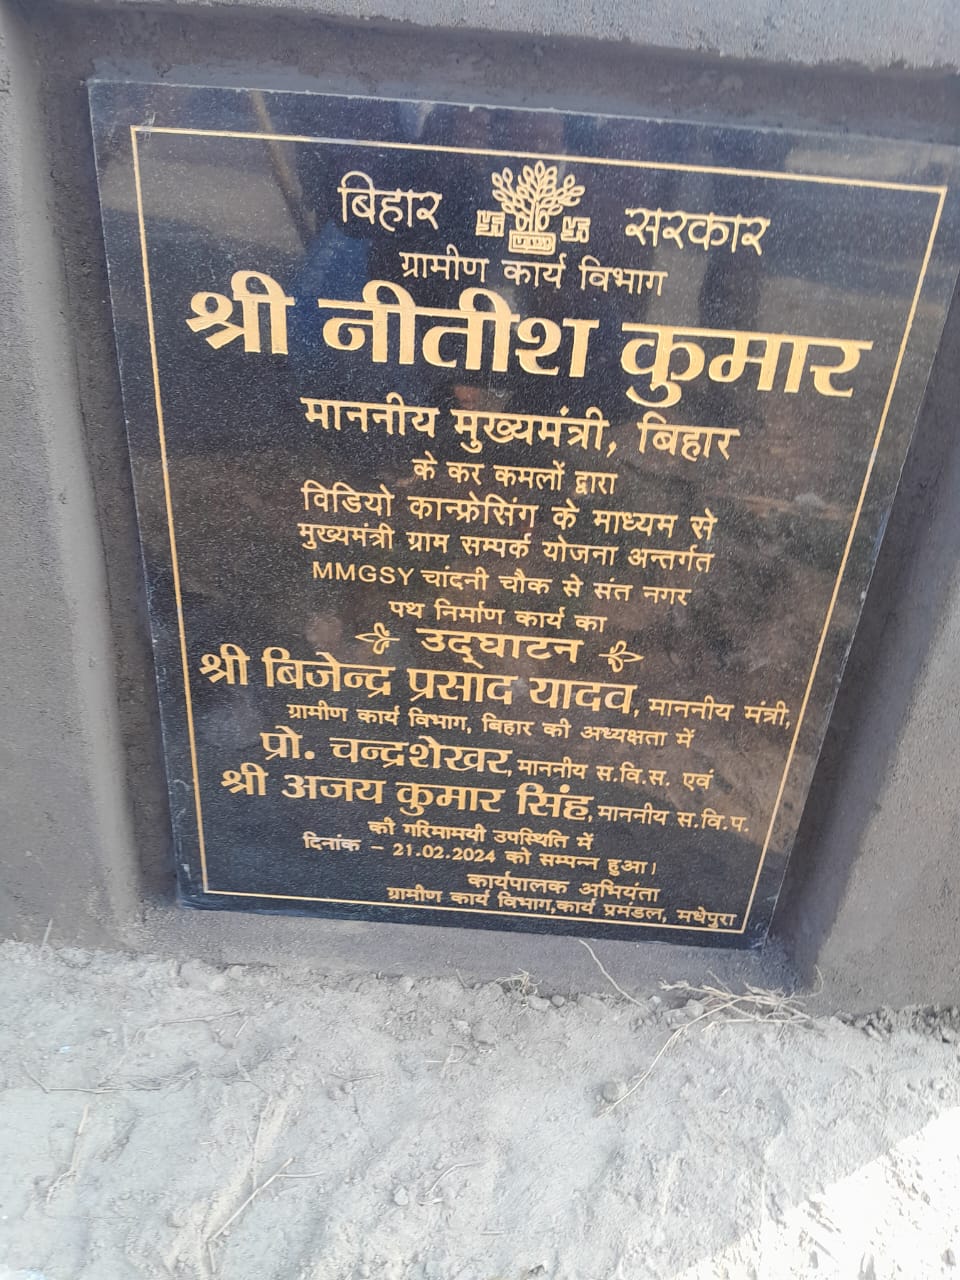 बिहार सरकार
ग्रामीण कार्य विभाग
श्री नीतीश कुमार
माननीय मुख्यमंत्री, बिहार
के कर कमलों द्वारा
विडियो कान्फ्रेसिंग के माध्यम से
मुख्यमंत्री ग्राम सम्पर्क योजना अन्तर्गत
MMGSY चांदनी चौक से संत नगर
पथ निर्माण कार्य का
उद्घाटन
श्री बिजेन्द्र प्रसाद यादव, माननीय मंत्री,
ग्रामीण कार्य विभाग, बिहार की अध्यक्षता में
प्रो. चन्द्रशेखर, माननीय स.वि.स. एवं
श्री अजय कुमार सिंह, माननीय स.वि.प.
की गरिमामयी उपस्थिति में
दिनांक - 21.02.2024 को सम्पन्न हुआ।
कार्यपालक अभियंता
ग्रामीण कार्य विभाग,कार्य प्रमंडल, मधेपुरा